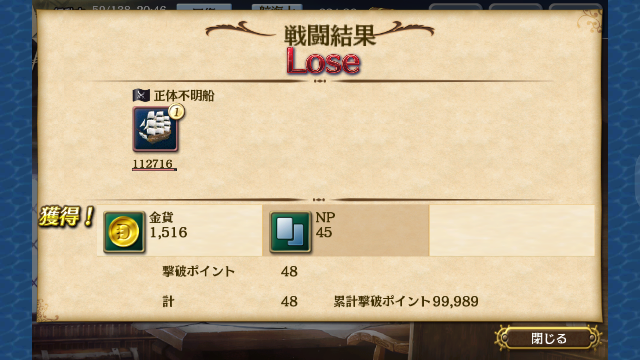 戦闘結果
Lose
正体不明船
1
112716
獲得!
金貨
1,516
NP
45
撃破ポイント 48
計 48 累計撃破ポイント99,989
閉じる